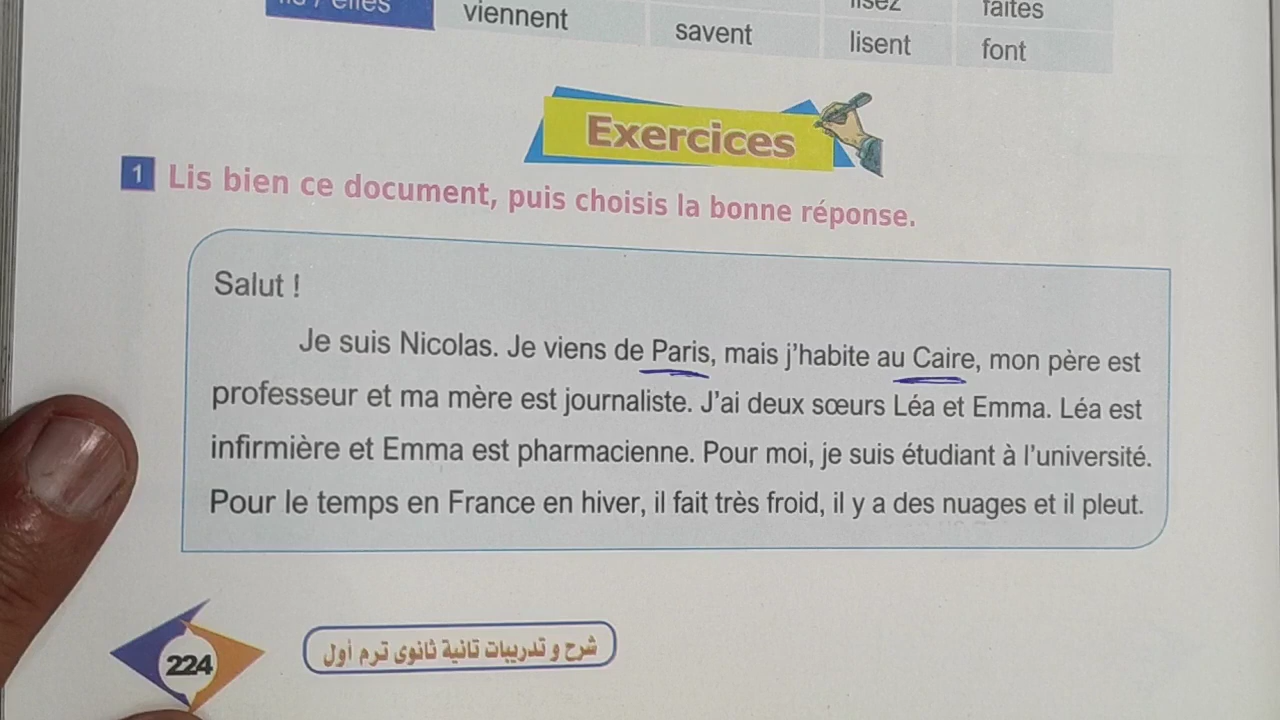 ils / elles viennent savent lisez faites
lisent font
Exercices
1 Lis bien ce document, puis choisis la bonne réponse.
Salut !
Je suis Nicolas. Je viens de Paris, mais j'habite au Caire, mon père est
professeur et ma mère est journaliste. J'ai deux sœurs Léa et Emma. Léa est
infirmière et Emma est pharmacienne. Pour moi, je suis étudiant à l'université.
Pour le temps en France en hiver, il fait très froid, il y a des nuages et il pleut.
224
شرح و تدريبات تانية ثانوى ترم أول